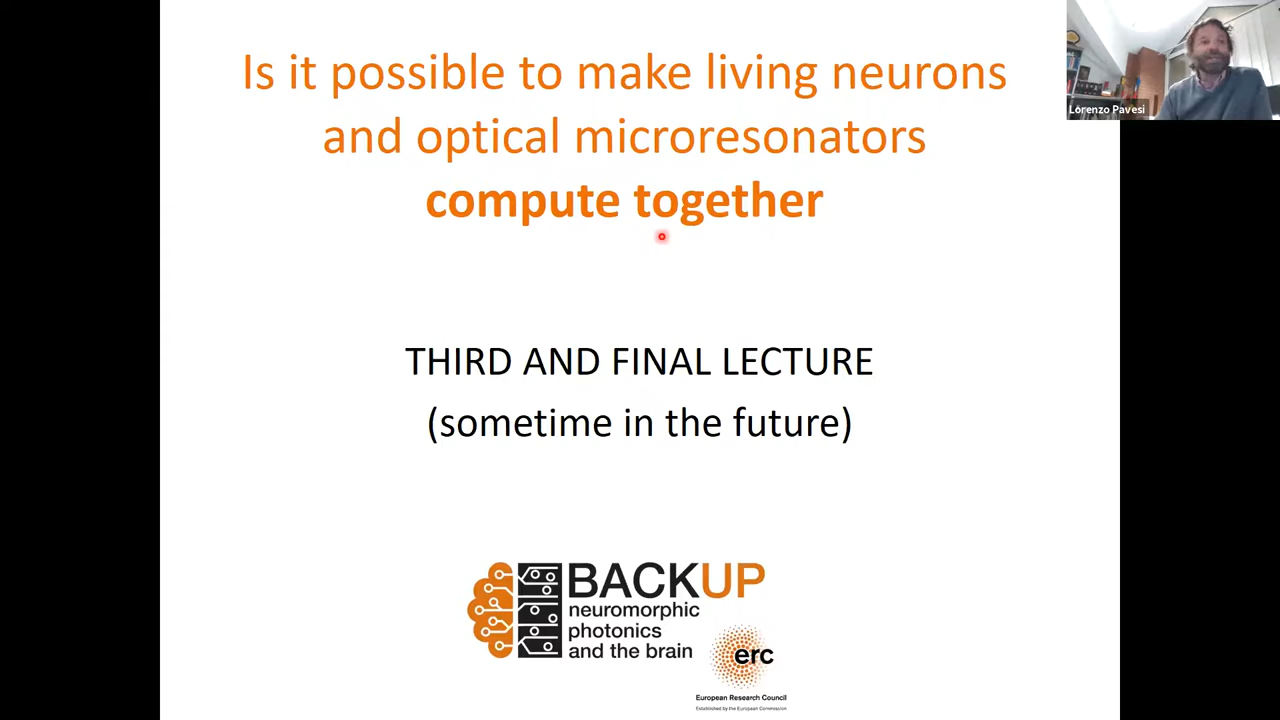 Is it possible to make living neurons
and optical microresonators
compute together
Lorenzo Pavesi
THIRD AND FINAL LECTURE
(sometime in the future)
BACKUP
neuromorphic
photonics
and the brain
erc
European Research Council
Established by the European Commission